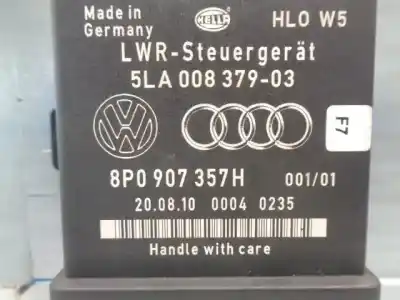 Made in
Germany
HELLA
HLO W5
LWR-Steuergerät
5LA 008 379-03
F7
8P0 907 357H 001/01
20.08.10 0004 0235
Handle with care